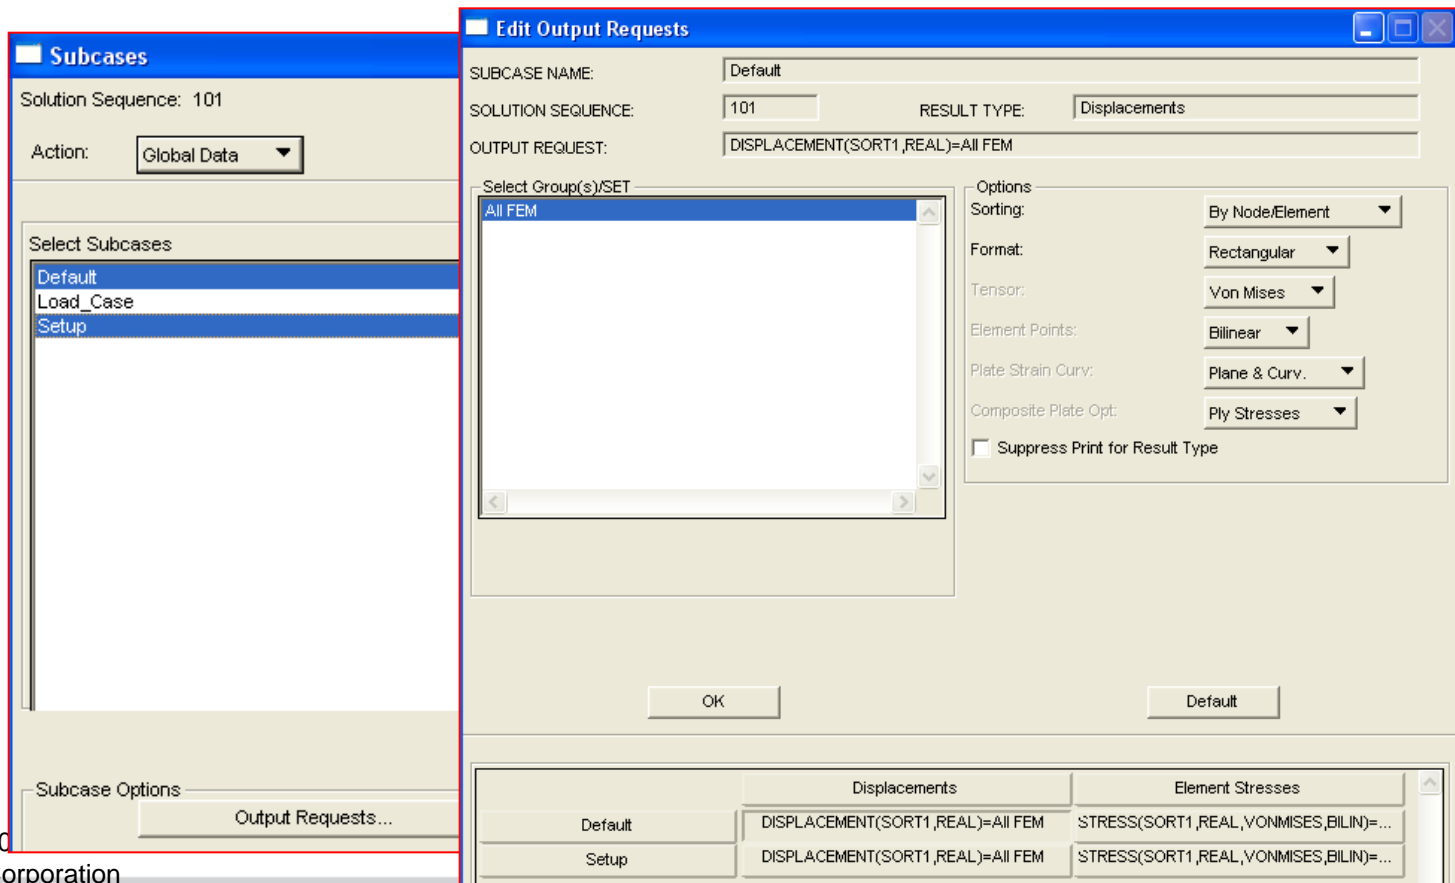 Subcases
Solution Sequence: 101
Action: Global Data
Select Subcases
Default
Load_Case
Setup
Subcase Options
Output Requests...
orporation
Edit Output Requests
SUBCASE NAME: Default
SOLUTION SEQUENCE: 101 RESULT TYPE: Displacements
OUTPUT REQUEST: DISPLACEMENT(SORT1,REAL)=All FEM
Select Group(s)/SET
All FEM
Options
Sorting: By Node/Element
Format: Rectangular
Tensor: Von Mises
Element Points: Bilinear
Plate Strain Curv: Plane & Curv.
Composite Plate Opt: Ply Stresses
Suppress Print for Result Type
OK Default
Displacements Element Stresses
Default DISPLACEMENT(SORT1,REAL)=All FEM STRESS(SORT1,REAL,VONMISES,BILIN)=...
Setup DISPLACEMENT(SORT1,REAL)=All FEM STRESS(SORT1,REAL,VONMISES,BILIN)=...